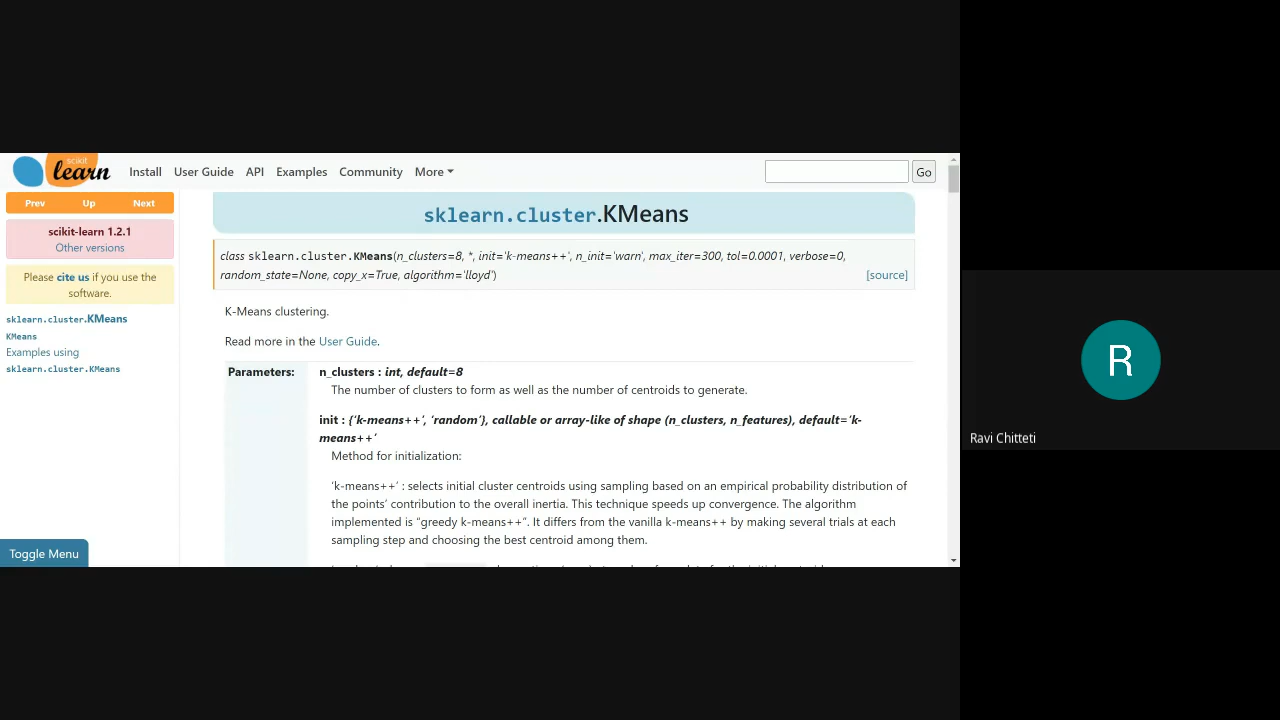 scikit
learn
Install User Guide API Examples Community More
Go
Prev Up Next
scikit-learn 1.2.1
Other versions
Please cite us if you use the
software.
sklearn.cluster.KMeans
KMeans
Examples using
sklearn.cluster.KMeans
Toggle Menu
sklearn.cluster.KMeans
class sklearn.cluster.KMeans(n_clusters=8, *, init='k-means++', n_init='warn', max_iter=300, tol=0.0001, verbose=0,
random_state=None, copy_x=True, algorithm='lloyd') [source]
K-Means clustering.
Read more in the User Guide.
Parameters: n_clusters : int, default=8
The number of clusters to form as well as the number of centroids to generate.
init : {‘k-means++’, ‘random’}, callable or array-like of shape (n_clusters, n_features), default=’k-
means++’
Method for initialization:
‘k-means++’ : selects initial cluster centroids using sampling based on an empirical probability distribution of
the points’ contribution to the overall inertia. This technique speeds up convergence. The algorithm
implemented is “greedy k-means++”. It differs from the vanilla k-means++ by making several trials at each
sampling step and choosing the best centroid among them.
R
Ravi Chitteti